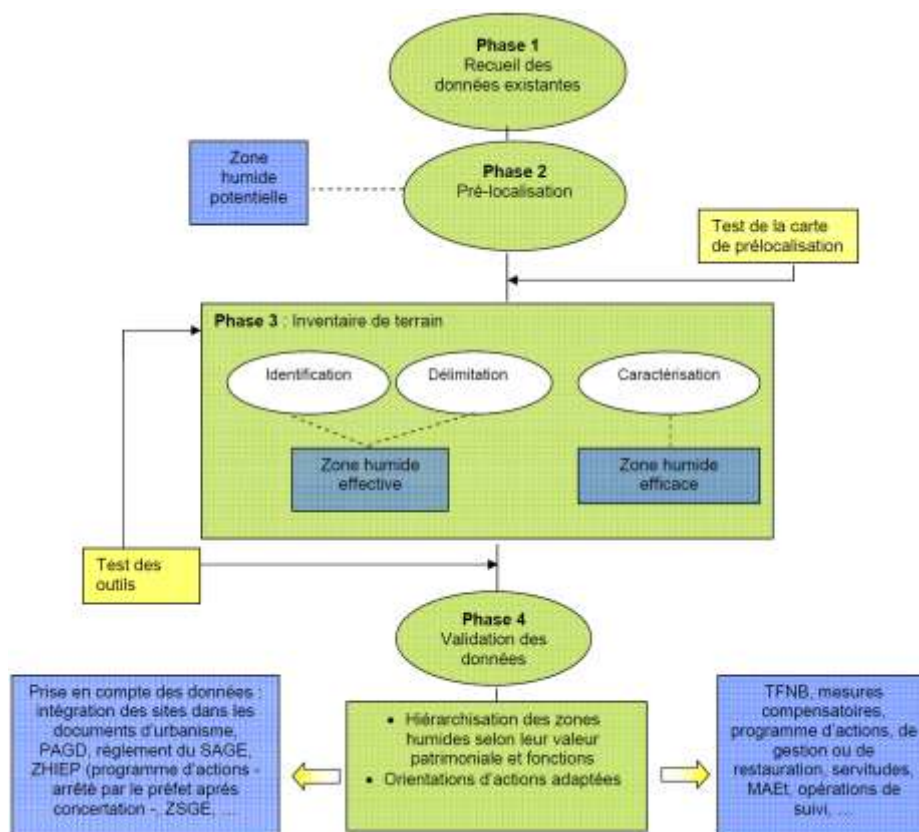 Phase 1
Recueil des
données existantes
Zone
humide
potentielle
Phase 2
Pré-localisation
Test de la carte
de prélocalisation
Phase 3 : Inventaire de terrain
Identification
Délimitation
Caractérisation
Zone humide
effective
Zone humide
efficace
Test des
outils
Phase 4
Validation des
données
Prise en compte des données :
intégration des sites dans les
documents d'urbanisme,
PAGD, règlement du SAGE,
ZHIEP (programme d'actions -
arrêté par le préfet après
concertation -, ZSGE, ...
• Hiérarchisation des zones
humides selon leur valeur
patrimoniale et fonctions
• Orientations d'actions adaptées
TFNB, mesures
compensatoires,
programme d'actions, de
gestion ou de
restauration, servitudes,
MAEt, opérations de
suivi, ...